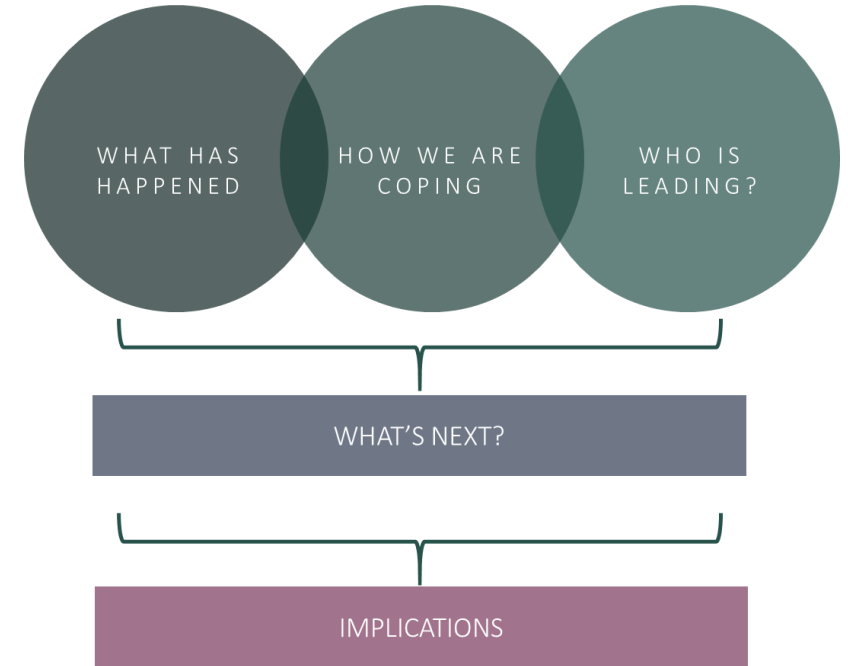 WHAT HAS
HAPPENED
HOW WE ARE
COPING
WHO IS
LEADING?
WHAT'S NEXT?
IMPLICATIONS